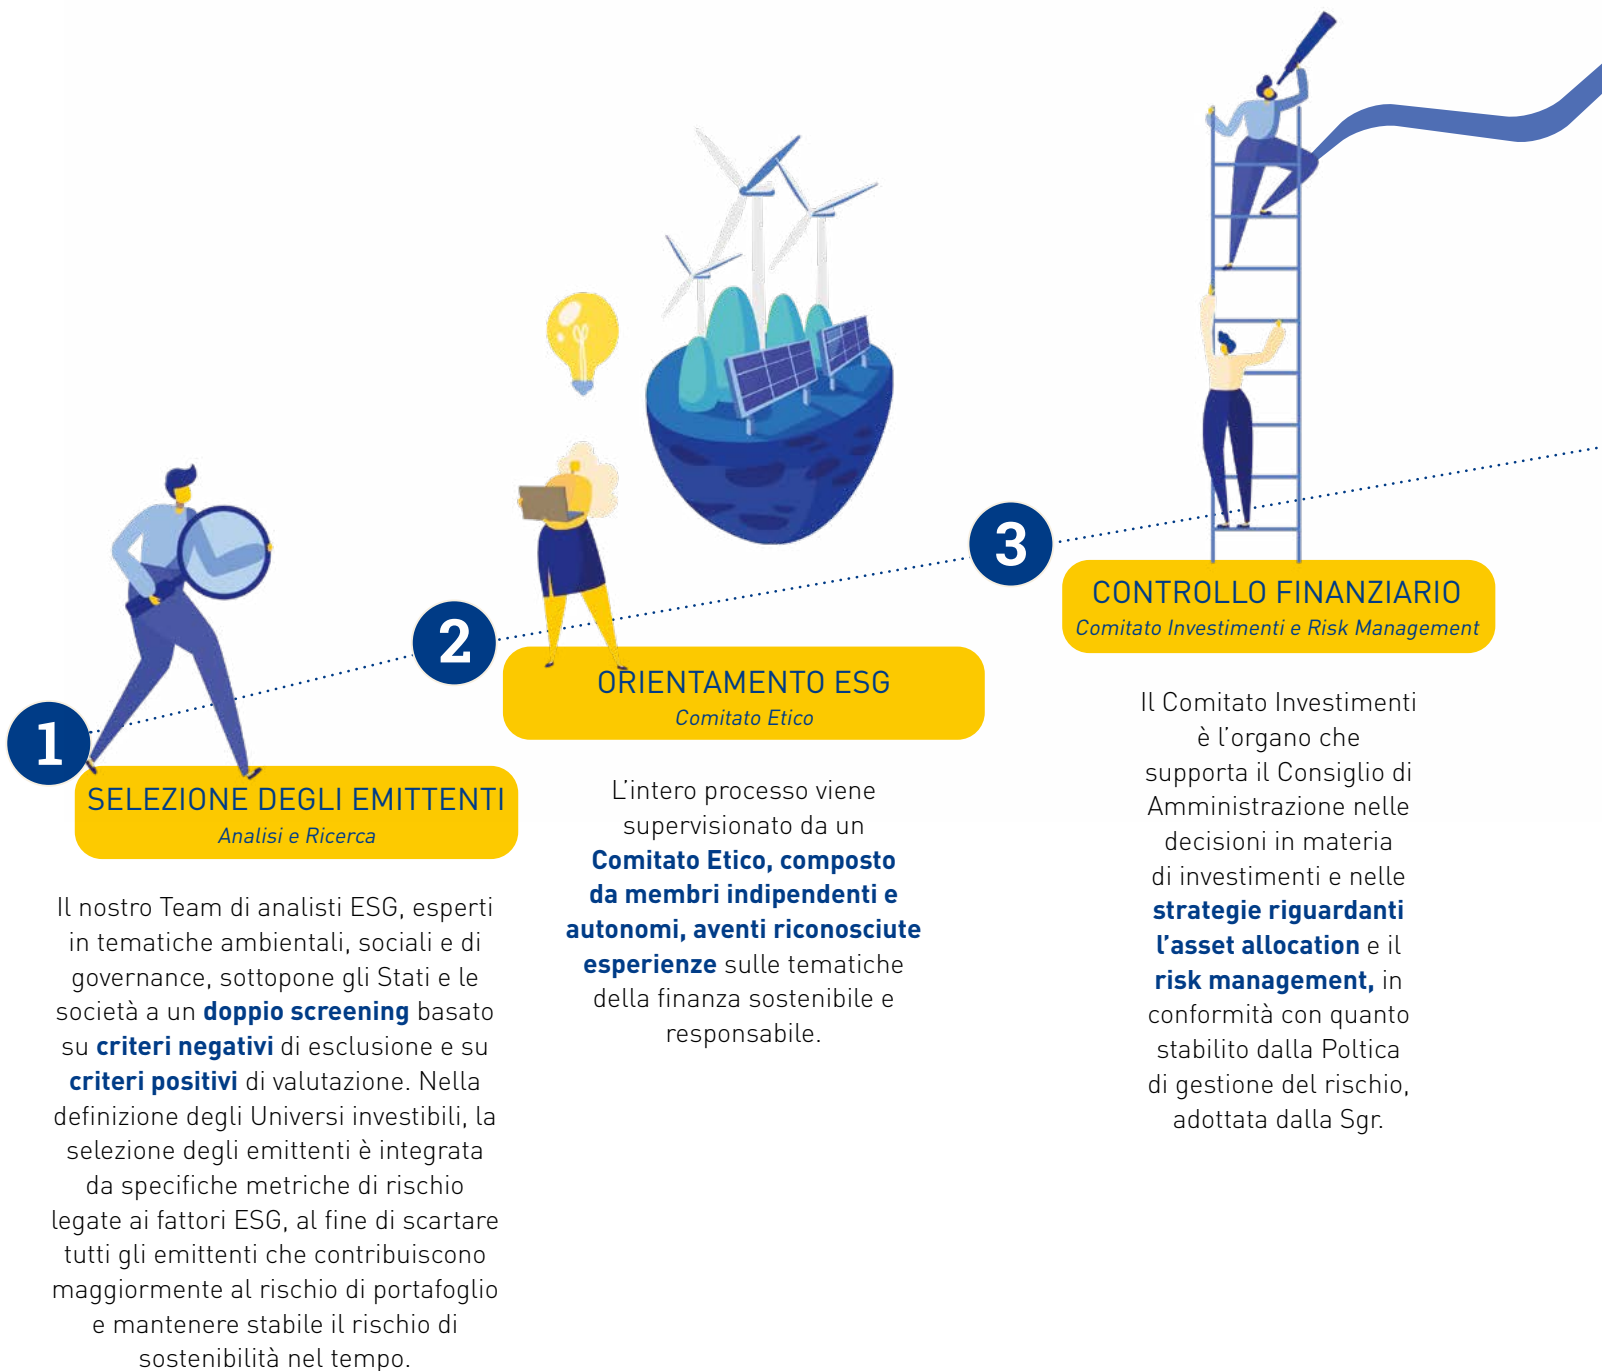 1
SELEZIONE DEGLI EMITTENTI
Analisi e Ricerca
Il nostro Team di analisti ESG, esperti
in tematiche ambientali, sociali e di
governance, sottopone gli Stati e le
società a un doppio screening basato
su criteri negativi di esclusione e su
criteri positivi di valutazione. Nella
definizione degli Universi investibili, la
selezione degli emittenti è integrata
da specifiche metriche di rischio
legate ai fattori ESG, al fine di scartare
tutti gli emittenti che contribuiscono
maggiormente al rischio di portafoglio
e mantenere stabile il rischio di
sostenibilità nel tempo.
2
ORIENTAMENTO ESG
Comitato Etico
L'intero processo viene
supervisionato da un
Comitato Etico, composto
da membri indipendenti e
autonomi, aventi riconosciute
esperienze sulle tematiche
della finanza sostenibile e
responsabile.
3
CONTROLLO FINANZIARIO
Comitato Investimenti e Risk Management
Il Comitato Investimenti
è l'organo che
supporta il Consiglio di
Amministrazione nelle
decisioni in materia
di investimenti e nelle
strategie riguardanti
l'asset allocation e il
risk management, in
conformità con quanto
stabilito dalla Poltica
di gestione del rischio,
adottata dalla Sgr.